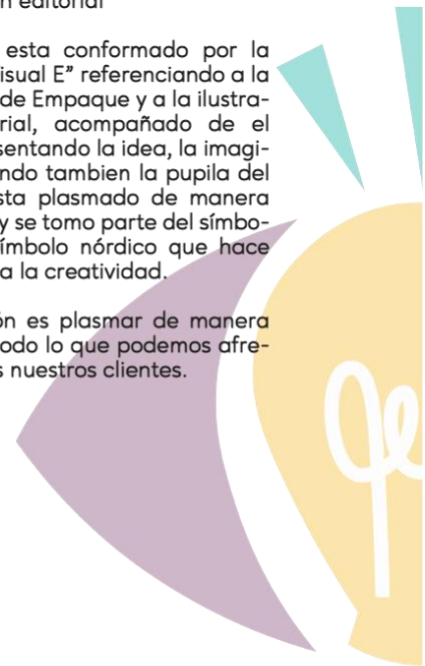 n editorial
esta conformado por la
isual E” referenciando a la
de Empaque y a la ilustra-
rial, acompañado de el
sentando la idea, la imagi-
ndo tambien la pupila del
sta plasmado de manera
y se tomo parte del símbo-
ímbolo nórdico que hace
a la creatividad.
ón es plasmar de manera
odo lo que podemos afre-
s nuestros clientes.